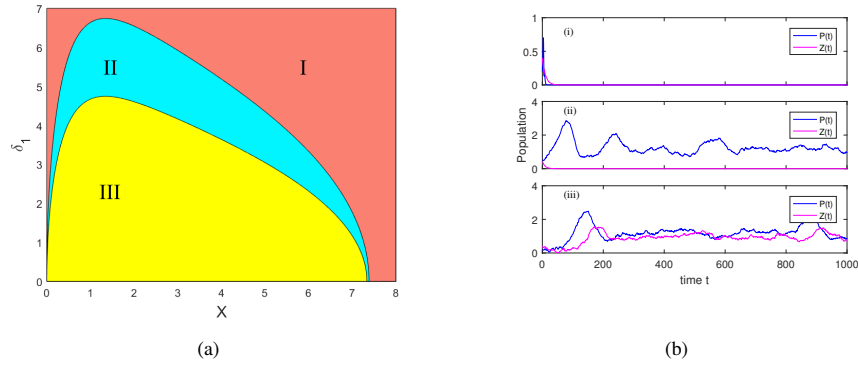 7
6
5
4
3
2
1
0
δ1
I
II
III
0 1 2 3 4 5 6 7 8
X
(a)
1
0.5
0
(i)
P(t)
Z(t)
4
2
0
(ii)
P(t)
Z(t)
Population
4
2
0
(iii)
P(t)
Z(t)
0 200 400 600 800 1000
time t
(b)